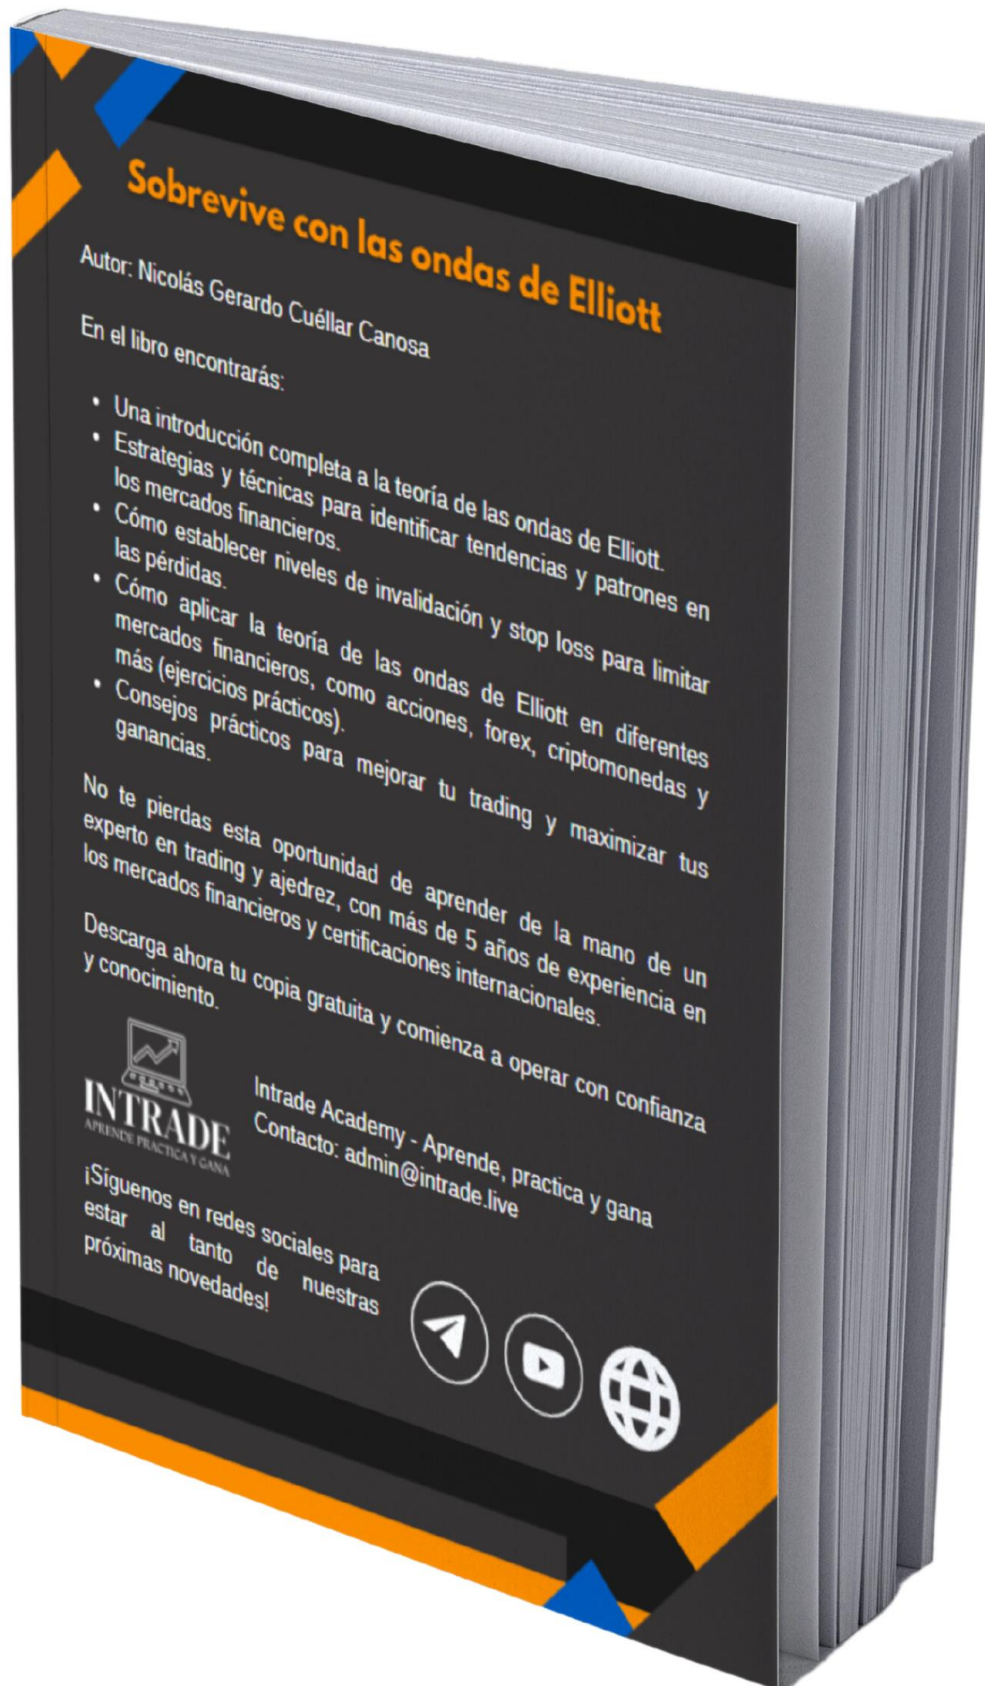 Sobrevive con las ondas de Elliott
Autor: Nicolás Gerardo Cuéllar Canosa
En el libro encontrarás:
• Una introducción completa a la teoría de las ondas de Elliott.
• Estrategias y técnicas para identificar tendencias y patrones en
los mercados financieros.
• Cómo establecer niveles de invalidación y stop loss para limitar
las pérdidas.
• Cómo aplicar la teoría de las ondas de Elliott en diferentes
mercados financieros, como acciones, forex, criptomonedas y
más (ejercicios prácticos).
• Consejos prácticos para mejorar tu trading y maximizar tus
ganancias.
No te pierdas esta oportunidad de aprender de la mano de un
experto en trading y ajedrez, con más de 5 años de experiencia en
los mercados financieros y certificaciones internacionales.
Descarga ahora tu copia gratuita y comienza a operar con confianza
y conocimiento.
INTRADE
APRENDE PRACTICA Y GANA
Intrade Academy - Aprende, practica y gana
Contacto: admin@intrade.live
¡Síguenos en redes sociales para
estar al tanto de nuestras
próximas novedades!